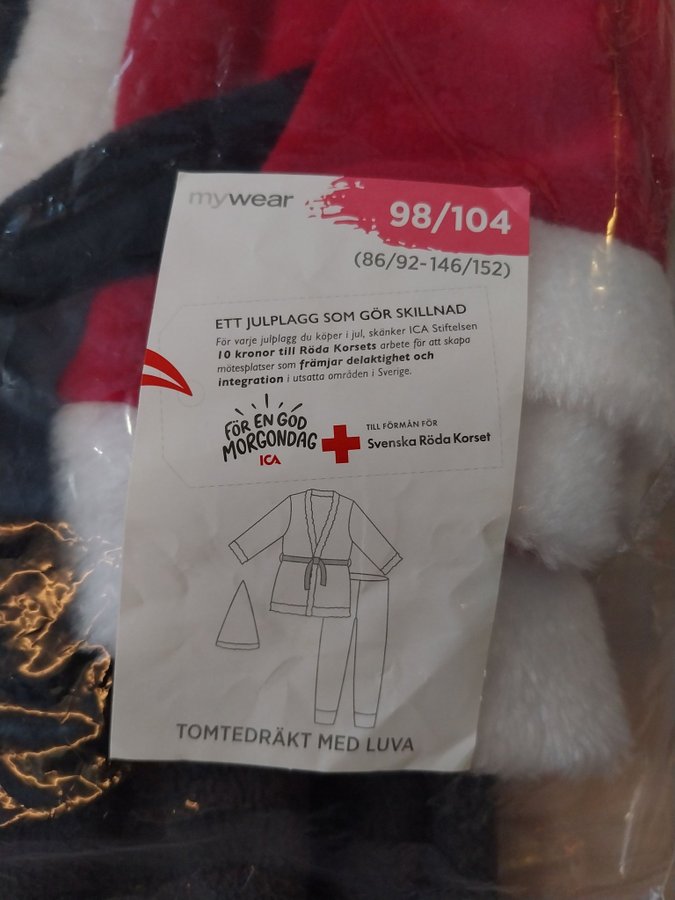 mywear
98/104
(86/92-146/152)
ETT JULPLAGG SOM GÖR SKILLNAD
För varje julplagg du köper i jul, skänker ICA Stiftelsen
10 kronor till Röda Korsets arbete för att skapa
mötesplatser som främjar delaktighet och
integration i utsatta områden i Sverige.
FÖR EN GOD
MORGONDAG
ICA
TILL FÖRMÅN FÖR
Svenska Röda Korset
TOMTEDRÄKT MED LUVA